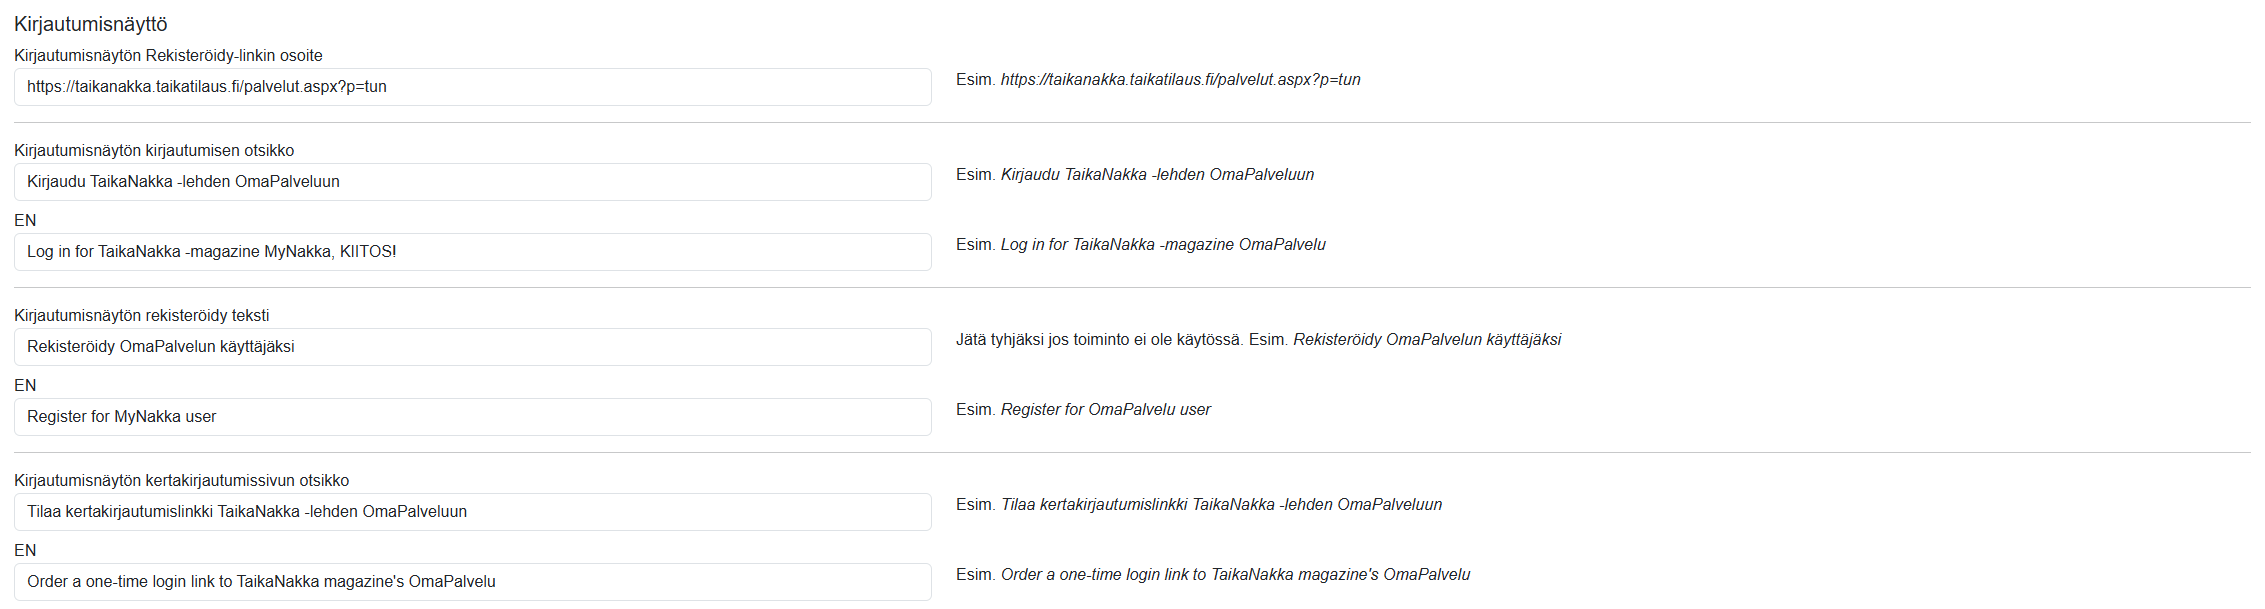 Kirjautumisnäyttö
Kirjautumisnäytön Rekisteröidy-linkin osoite
https://taikanakka.taikatilaus.fi/palvelut.aspx?p=tun
Esim. https://taikanakka.taikatilaus.fi/palvelut.aspx?p=tun
Kirjautumisnäytön kirjautumisen otsikko
Kirjaudu TaikaNakka -lehden OmaPalveluun
Esim. Kirjaudu TaikaNakka -lehden OmaPalveluun
EN
Log in for TaikaNakka -magazine MyNakka, KIITOS!
Esim. Log in for TaikaNakka -magazine OmaPalvelu
Kirjautumisnäytön rekisteröidy teksti
Rekisteröidy OmaPalvelun käyttäjäksi
Jätä tyhjäksi jos toiminto ei ole käytössä. Esim. Rekisteröidy OmaPalvelun käyttäjäksi
EN
Register for MyNakka user
Esim. Register for OmaPalvelu user
Kirjautumisnäytön kertakirjautumissivun otsikko
Tilaa kertakirjautumislinkki TaikaNakka -lehden OmaPalveluun
Esim. Tilaa kertakirjautumislinkki TaikaNakka -lehden OmaPalveluun
EN
Order a one-time login link to TaikaNakka magazine's OmaPalvelu
Esim. Order a one-time login link to TaikaNakka magazine's OmaPalvelu